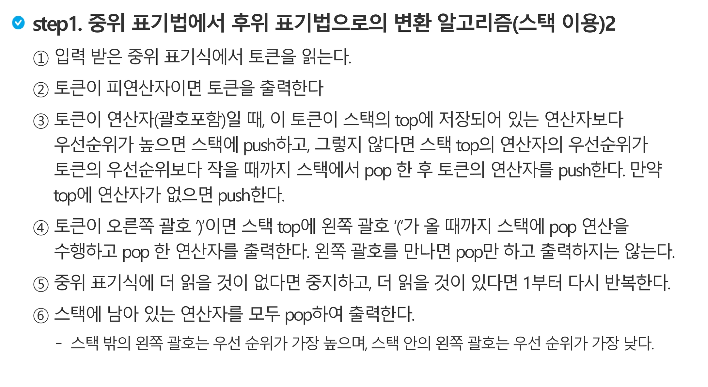 step1. 중위 표기법에서 후위 표기법으로의 변환 알고리즘(스택 이용)2
① 입력 받은 중위 표기식에서 토큰을 읽는다.
② 토큰이 피연산자이면 토큰을 출력한다
③ 토큰이 연산자(괄호포함)일 때, 이 토큰이 스택의 top에 저장되어 있는 연산자보다
우선순위가 높으면 스택에 push하고, 그렇지 않다면 스택 top의 연산자의 우선순위가
토큰의 우선순위보다 작을 때까지 스택에서 pop 한 후 토큰의 연산자를 push한다. 만약
top에 연산자가 없으면 push한다.
④ 토큰이 오른쪽 괄호 ‘)’이면 스택 top에 왼쪽 괄호 ‘(‘가 올 때까지 스택에 pop 연산을
수행하고 pop 한 연산자를 출력한다. 왼쪽 괄호를 만나면 pop만 하고 출력하지는 않는다.
⑤ 중위 표기식에 더 읽을 것이 없다면 중지하고, 더 읽을 것이 있다면 1부터 다시 반복한다.
⑥ 스택에 남아 있는 연산자를 모두 pop하여 출력한다.
- 스택 밖의 왼쪽 괄호는 우선 순위가 가장 높으며, 스택 안의 왼쪽 괄호는 우선 순위가 가장 낮다.